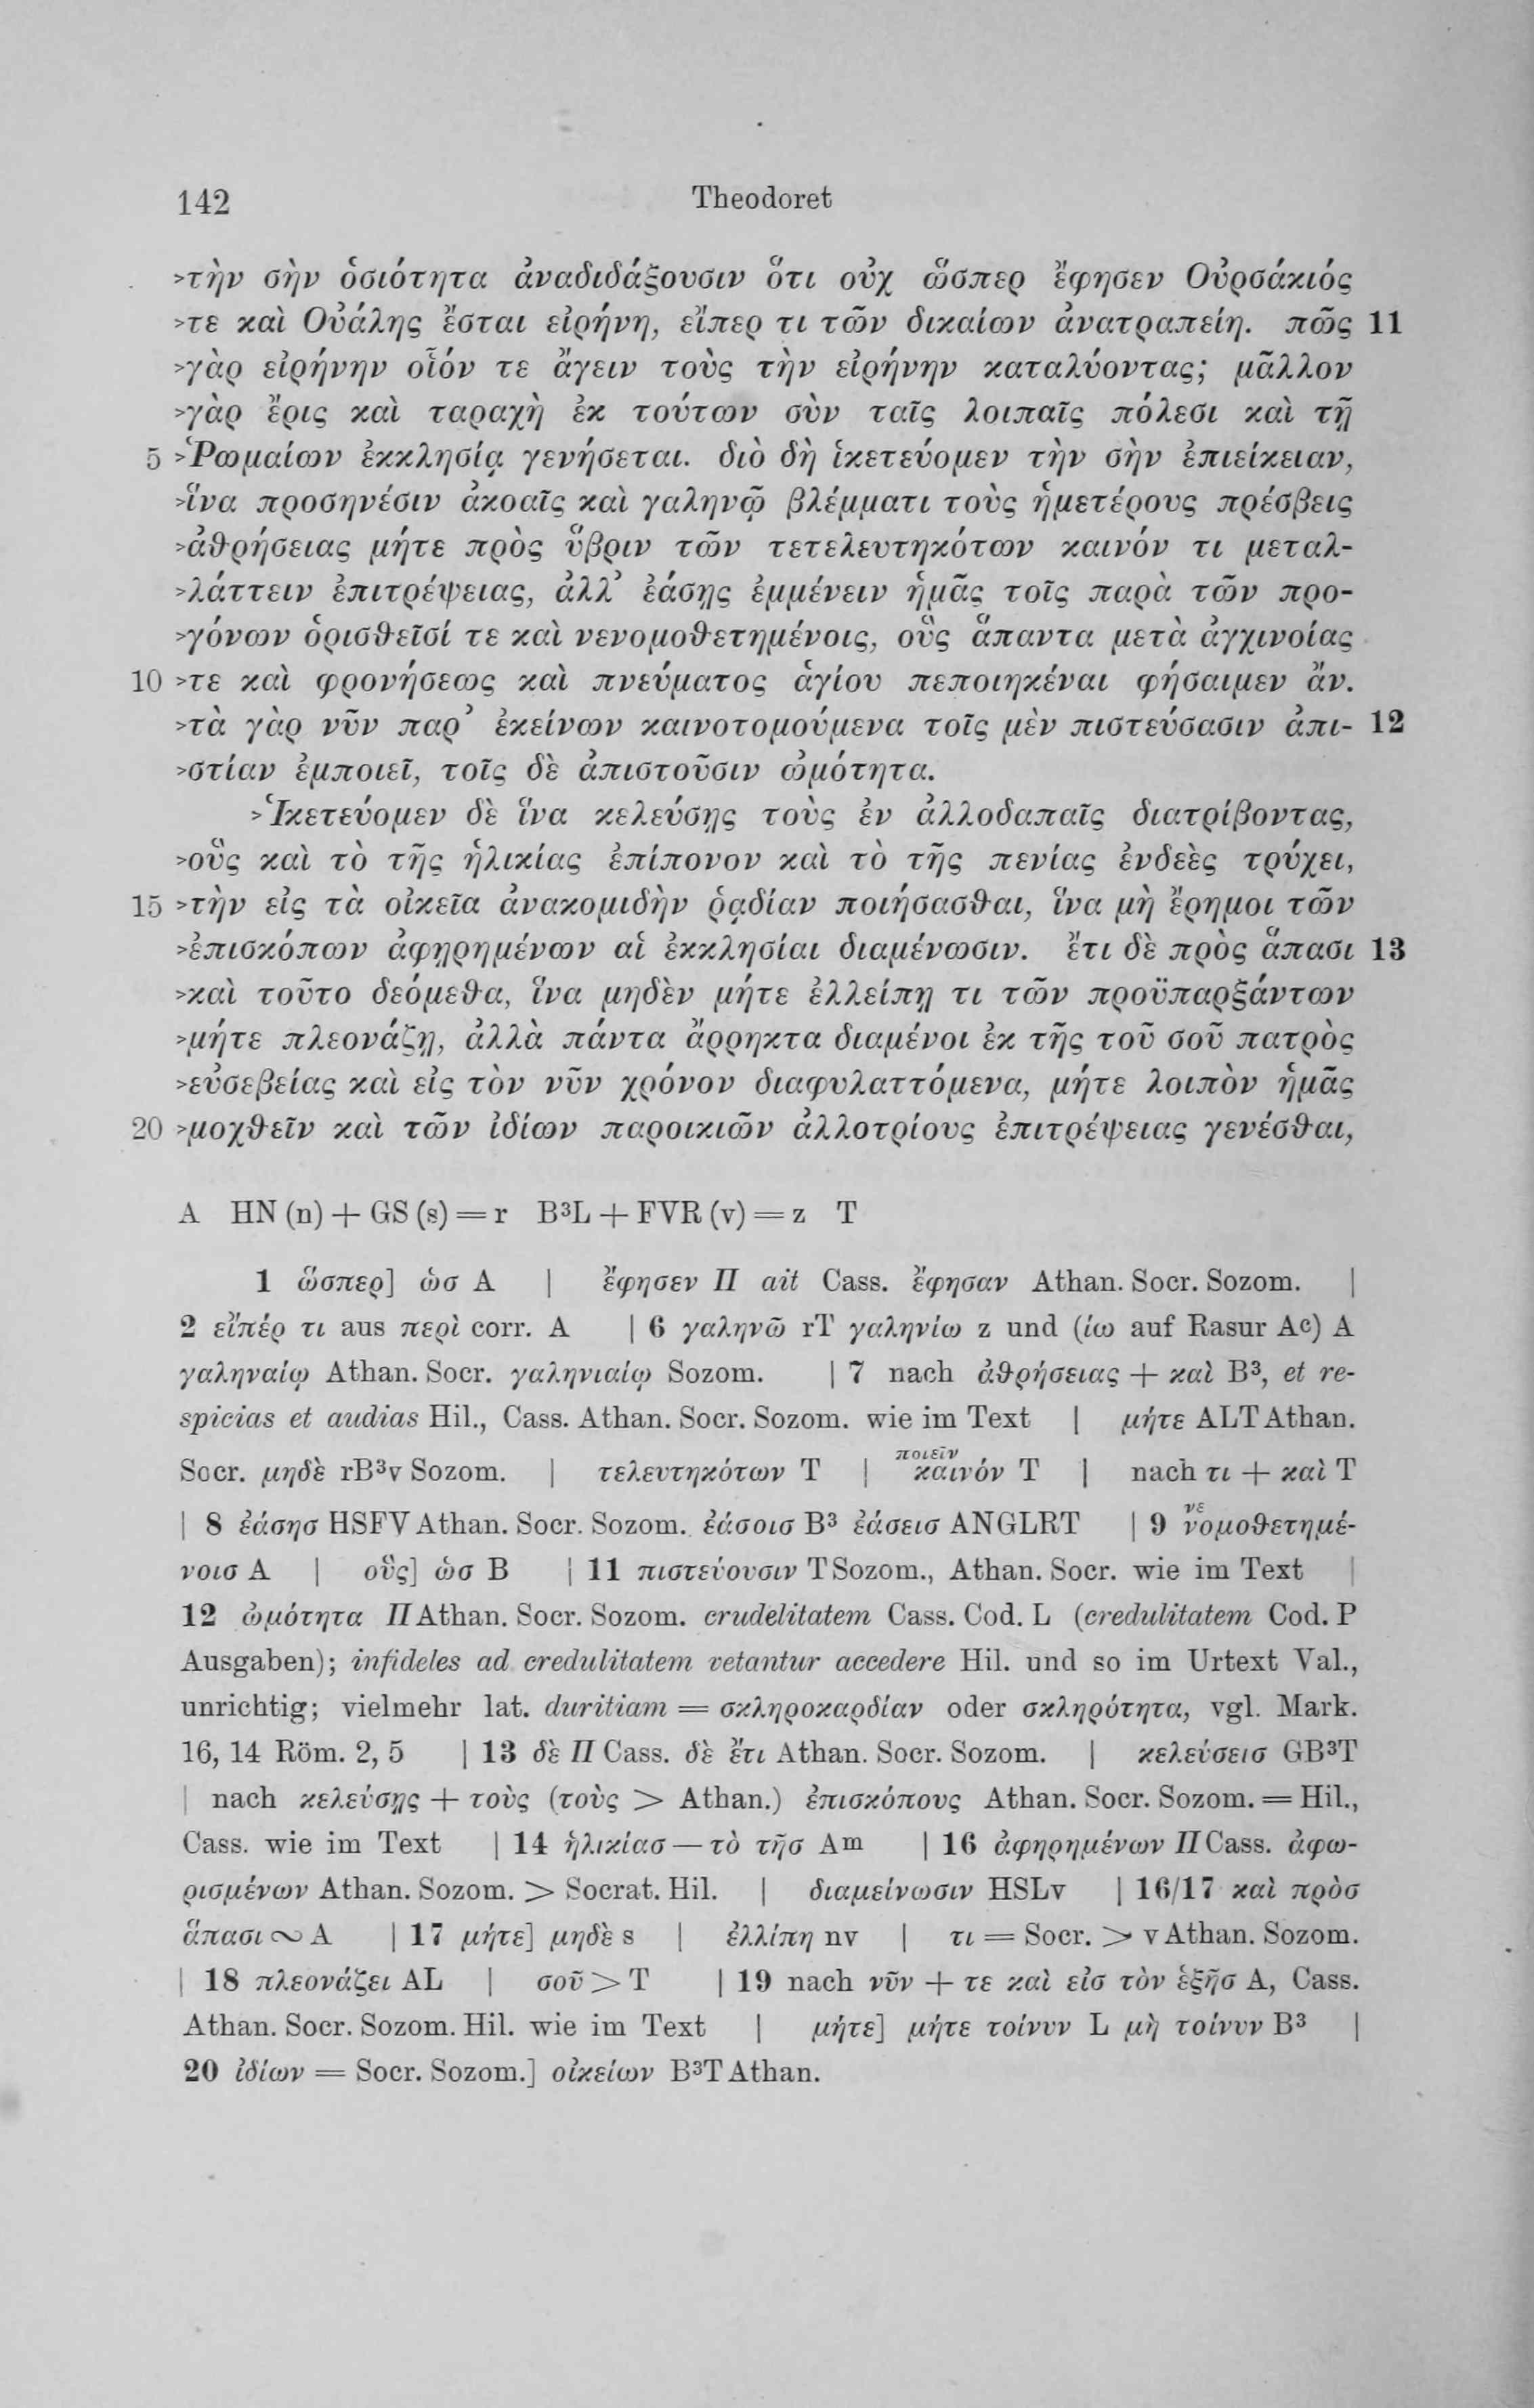 142 Theodoret
>τὴν σὴν ὁσιότητα ἀναδιδάξουσιν ὅτι οὐχ ὥσπερ ἔφησεν Οὐρσάκιός
>τε καὶ Οὐάλης ἔσται εἰρήνη, εἴπερ τι τῶν δικαίων ἀνατραπείη. πῶς 11
>γὰρ εἰρήνην οἷόν τε ἄγειν τοὺς τὴν εἰρήνην καταλύοντας; μᾶλλον
>γὰρ ἔρις καὶ ταραχὴ ἐκ τούτων σὺν ταῖς λοιπαῖς πόλεσι καὶ τῇ
5 >Ῥωμαίων ἐκκλησίᾳ γενήσεται. διὸ δὴ ἱκετεύομεν τὴν σὴν ἐπιείκειαν,
>ἵνα προσηνέσιν ἀκοαῖς καὶ γαληνῷ βλέμματι τοὺς ἡμετέρους πρέσβεις
>ἀθρήσειας μήτε πρὸς ὕβριν τῶν τετελευτηκότων καινόν τι μεταλ-
>λάττειν ἐπιτρέψειας, ἀλλ’ ἐάσῃς ἐμμένειν ἡμᾶς τοῖς παρὰ τῶν προ-
>γόνων ὁρισθεῖσί τε καὶ νενομοθετημένοις, οὓς ἅπαντα μετὰ ἀγχινοίας
10 >τε καὶ φρονήσεως καὶ πνεύματος ἁγίου πεποιηκέναι φήσαιμεν ἄν.
>τὰ γὰρ νῦν παρ’ ἐκείνων καινοτομούμενα τοῖς μὲν πιστεύσασιν ἀπι- 12
>στίαν ἐμποιεῖ, τοῖς δὲ ἀπιστοῦσιν ὠμότητα.
>Ἱκετεύομεν δὲ ἵνα κελεύσῃς τοὺς ἐν ἀλλοδαπαῖς διατρίβοντας,
>οὓς καὶ τὸ τῆς ἡλικίας ἐπίπονον καὶ τὸ τῆς πενίας ἐνδεὲς τρύχει,
15 >τὴν εἰς τὰ οἰκεῖα ἀνακομιδὴν ῥᾳδίαν ποιήσασθαι, ἵνα μὴ ἔρημοι τῶν
>ἐπισκόπων ἀφῃρημένων αἱ ἐκκλησίαι διαμένωσιν. ἔτι δὲ πρὸς ἅπασι 13
>καὶ τοῦτο δεόμεθα, ἵνα μηδὲν μήτε ἐλλείπῃ τι τῶν προϋπαρξάντων
>μήτε πλεονάζῃ, ἀλλὰ πάντα ἄρρηκτα διαμένοι ἐκ τῆς τοῦ σοῦ πατρὸς
>εὐσεβείας καὶ εἰς τὸν νῦν χρόνον διαφυλαττόμενα, μήτε λοιπὸν ἡμᾶς
20 >μοχθεῖν καὶ τῶν ἰδίων παροικιῶν ἀλλοτρίους ἐπιτρέψειας γενέσθαι,
A HN (n) + GS (s) = r B³L + FVR (v) = z T
1 ὥσπερ] ὡσ A | ἔφησεν Π ait Cass. ἔφησαν Athan. Socr. Sozom. |
2 εἴπέρ τι aus περὶ corr. A | 6 γαληνῶ rT γαληνίω z und (ίω auf Rasur Aᶜ) A
γαληναίῳ Athan. Socr. γαληνιαίῳ Sozom. | 7 nach ἀθρήσειας + καὶ B³, et re-
spicias et audias Hil., Cass. Athan. Socr. Sozom. wie im Text | μήτε ALT Athan.
Socr. μηδὲ rB³v Sozom. | τελευτηκότων T | ποιεῖν καινόν T | nach τι + καὶ T
| 8 ἐάσησ HSFV Athan. Socr. Sozom. ἐάσοισ B³ ἐάσεισ ANGLRT | 9 νε νομοθετημέ-
νοισ A | οὓς] ὡσ B | 11 πιστεύουσιν T Sozom., Athan. Socr. wie im Text |
12 ὠμότητα Π Athan. Socr. Sozom. crudelitatem Cass. Cod. L (credulitatem Cod. P
Ausgaben); infideles ad credulitatem vetantur accedere Hil. und so im Urtext Val.,
unrichtig; vielmehr lat. duritiam = σκληροκαρδίαν oder σκληρότητα, vgl. Mark.
16, 14 Röm. 2, 5 | 13 δὲ Π Cass. δὲ ἔτι Athan. Socr. Sozom. | κελεύσεισ GB³T
| nach κελεύσῃς + τοὺς (τοὺς > Athan.) ἐπισκόπους Athan. Socr. Sozom. = Hil.,
Cass. wie im Text | 14 ἡλικίασ — τὸ τῆσ Aᵐ | 16 ἀφηρημένων Π Cass. ἀφω-
ρισμένων Athan. Sozom. > Socrat. Hil. | διαμείνωσιν HSLv | 16/17 καὶ πρὸσ
ἅπασι ∾ A | 17 μήτε] μηδὲ s | ἐλλίπη nv | τι = Socr. > v Athan. Sozom.
| 18 πλεονάζει AL | σοῦ > T | 19 nach νῦν + τε καὶ εἰσ τὸν ἑξῆσ A, Cass.
Athan. Socr. Sozom. Hil. wie im Text | μήτε] μήτε τοίνυν L μὴ τοίνυν B³ |
20 ἰδίων = Socr. Sozom.] οἰκείων B³T Athan.